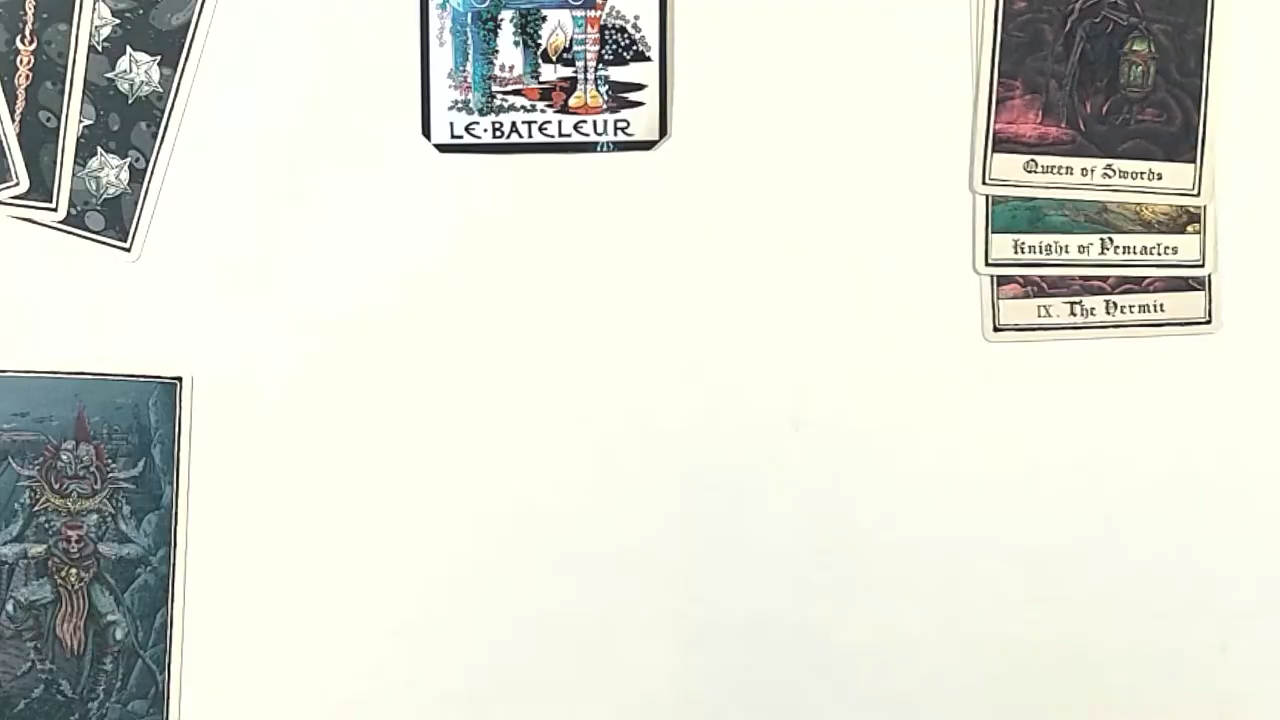 LE·BATELEUR
Queen of Swords
Knight of Pentacles
IX. The Hermit